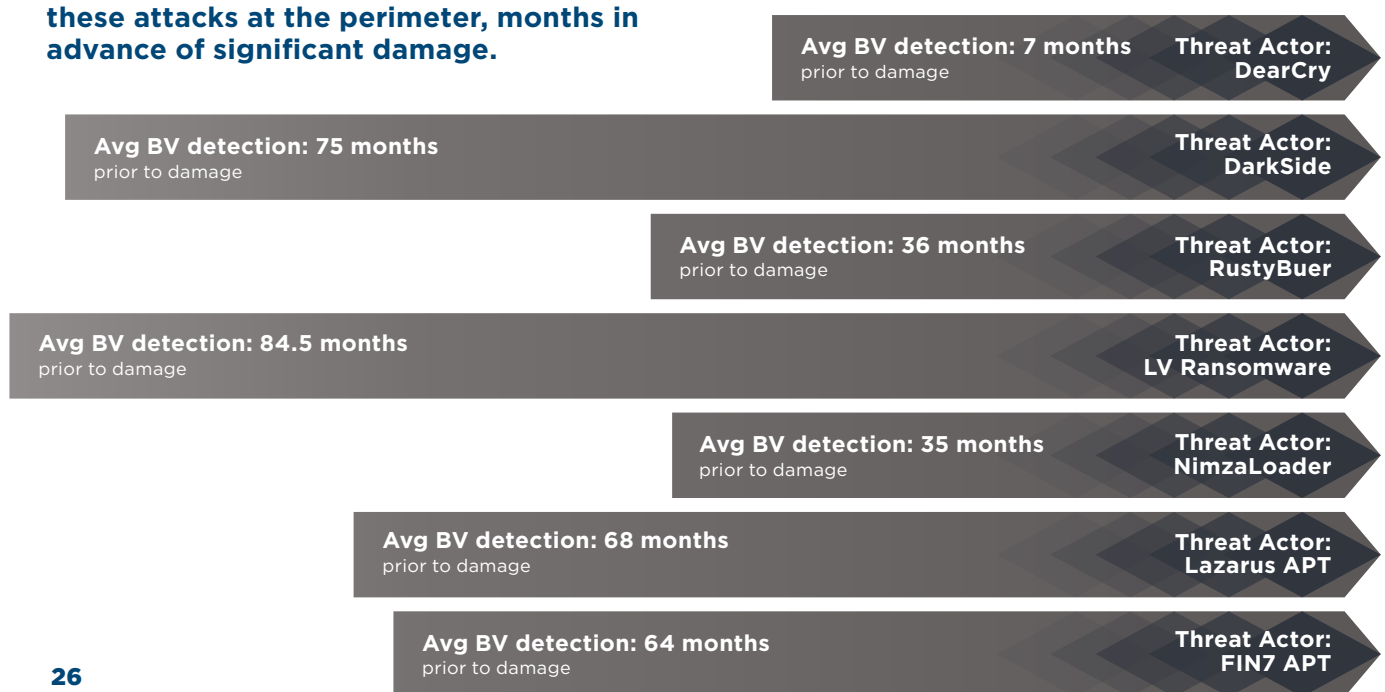 these attacks at the perimeter, months in
advance of significant damage.
Avg BV detection: 7 months
prior to damage
Threat Actor:
DearCry
Avg BV detection: 75 months
prior to damage
Threat Actor:
DarkSide
Avg BV detection: 36 months
prior to damage
Threat Actor:
RustyBuer
Avg BV detection: 84.5 months
prior to damage
Threat Actor:
LV Ransomware
Avg BV detection: 35 months
prior to damage
Threat Actor:
NimzaLoader
Avg BV detection: 68 months
prior to damage
Threat Actor:
Lazarus APT
Avg BV detection: 64 months
prior to damage
Threat Actor:
FIN7 APT
26